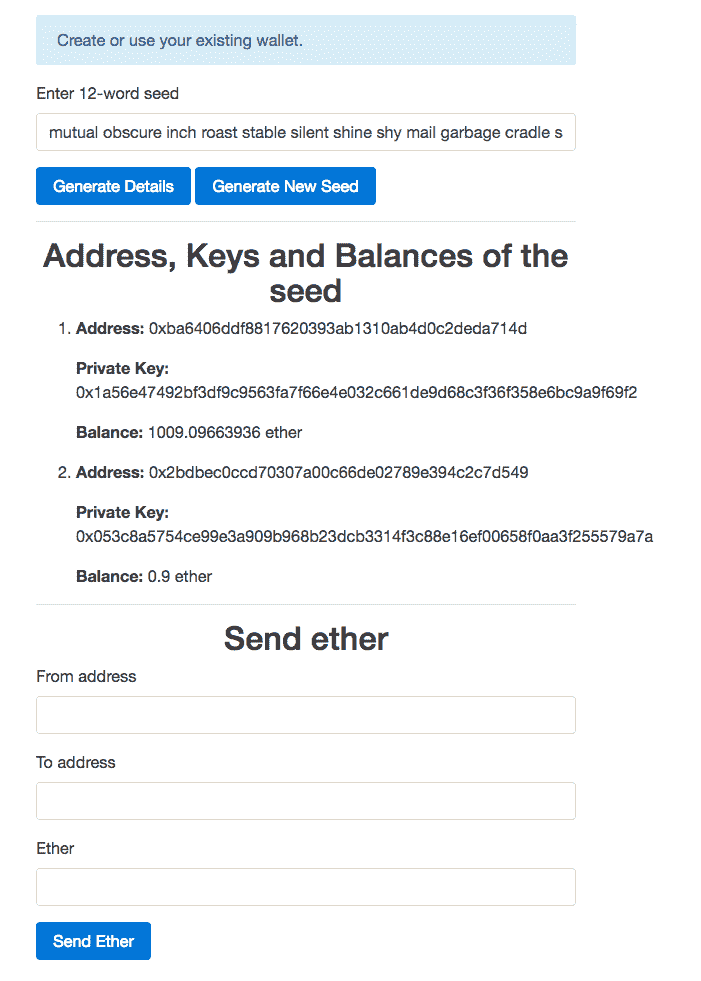 Create or use your existing wallet.
Enter 12-word seed
mutual obscure inch roast stable silent shine shy mail garbage cradle s
Generate Details
Generate New Seed
Address, Keys and Balances of the
seed
1. Address: 0xba6406ddf8817620393ab1310ab4d0c2deda714d
Private Key:
0x1a56e47492bf3df9c9563fa7f66e4e032c661de9d68c3f36f358e6bc9a9f69f2
Balance: 1009.09663936 ether
2. Address: 0x2bdbec0ccd70307a00c66de02789e394c2c7d549
Private Key:
0x053c8a5754ce99e3a909b968b23dcb3314f3c88e16ef00658f0aa3f255579a7a
Balance: 0.9 ether
Send ether
From address
To address
Ether
Send Ether